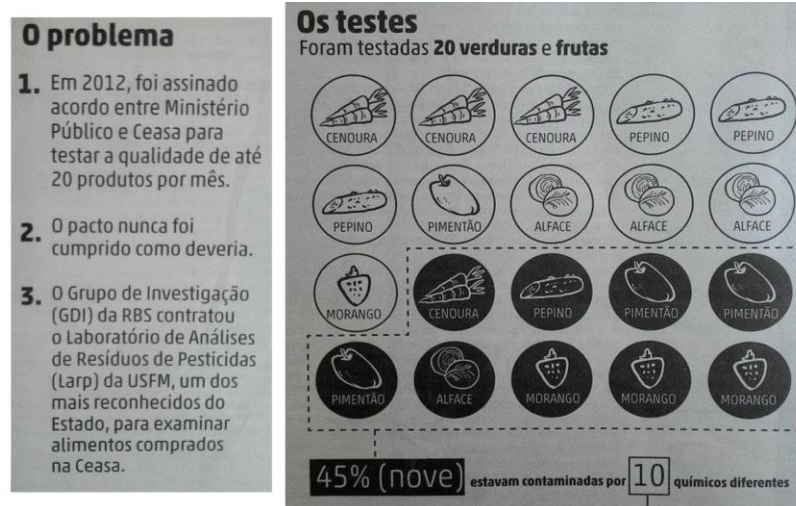 O problema
1. Em 2012, foi assinado
acordo entre Ministério
Público e Ceasa para
testar a qualidade de até
20 produtos por mês.
2. O pacto nunca foi
cumprido como deveria.
3. O Grupo de Investigação
(GDI) da RBS contratou
o Laboratório de Análises
de Resíduos de Pesticidas
(Larp) da USFM, um dos
mais reconhecidos do
Estado, para examinar
alimentos comprados
na Ceasa.
Os testes
Foram testadas 20 verduras e frutas
CENOURA CENOURA CENOURA PEPINO PEPINO
PEPINO PIMENTÃO ALFACE ALFACE ALFACE
MORANGO CENOURA PEPINO PIMENTÃO PIMENTÃO
PIMENTÃO ALFACE MORANGO MORANGO MORANGO
45% (nove) estavam contaminadas por 10 químicos diferentes